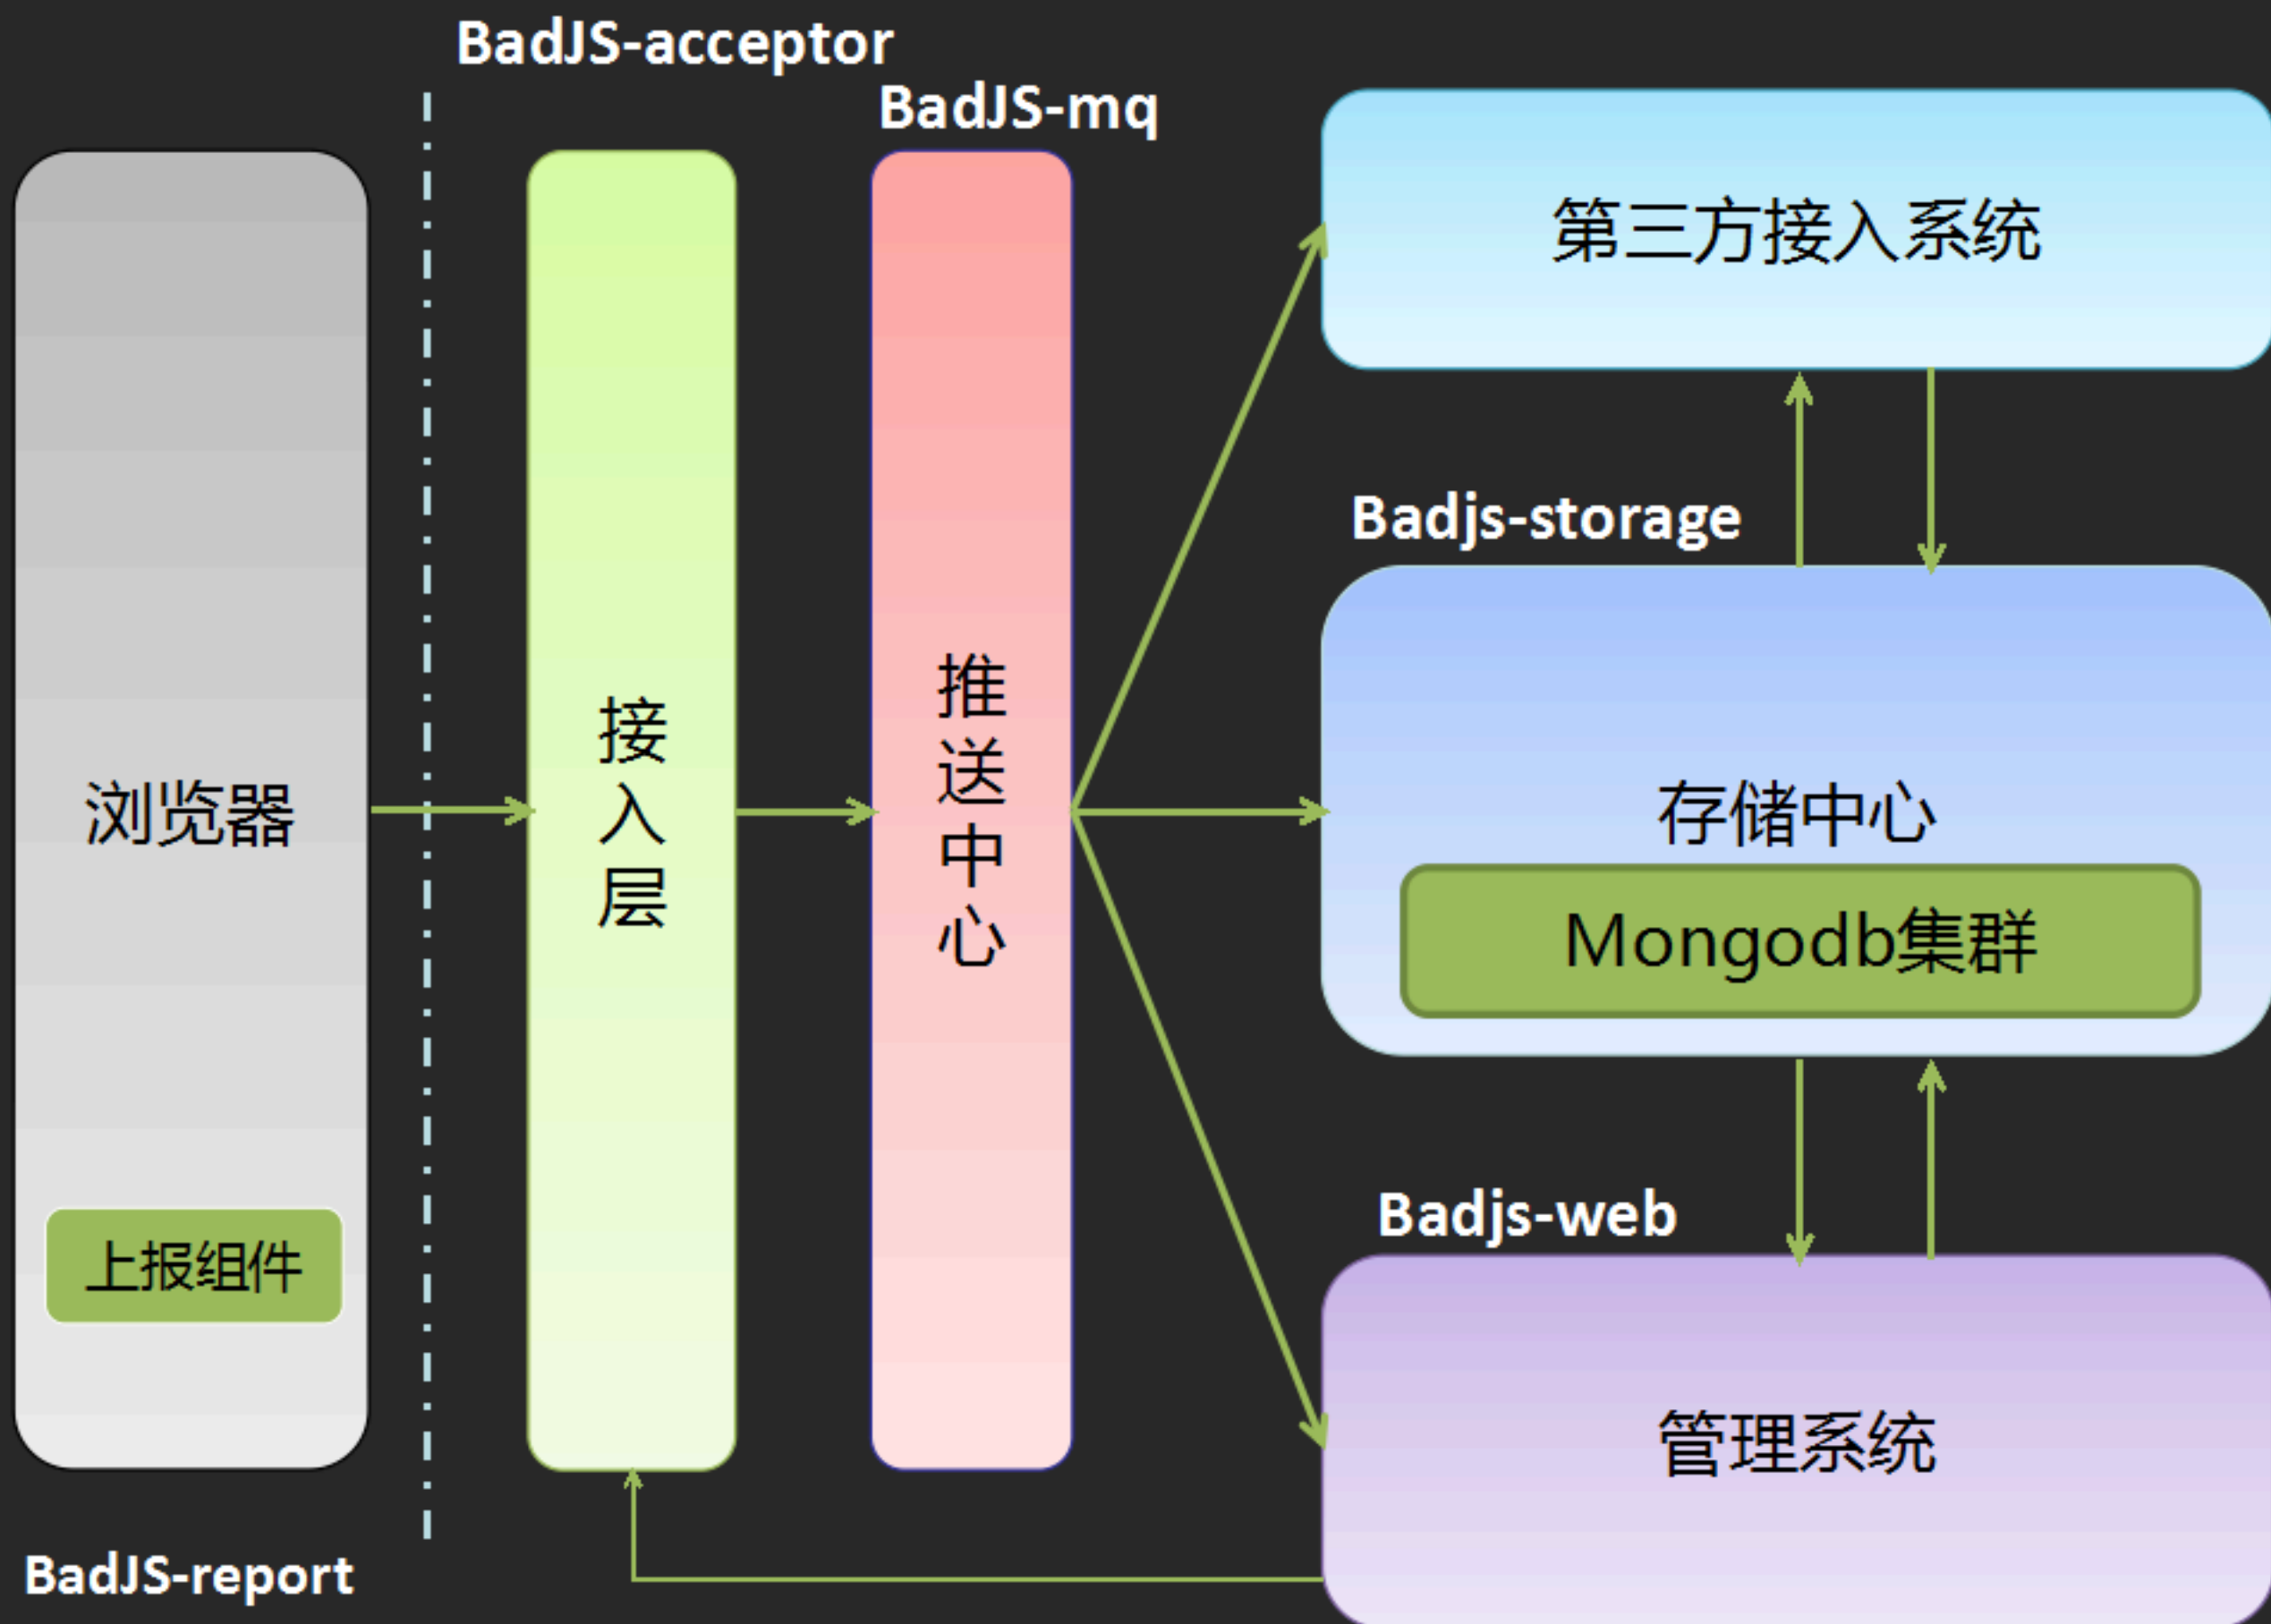 BadJS-acceptor
BadJS-mq
第三方接入系统
Badjs-storage
浏览器
接入层
推送中心
存储中心
Mongodb集群
Badjs-web
上报组件
管理系统
BadJS-report